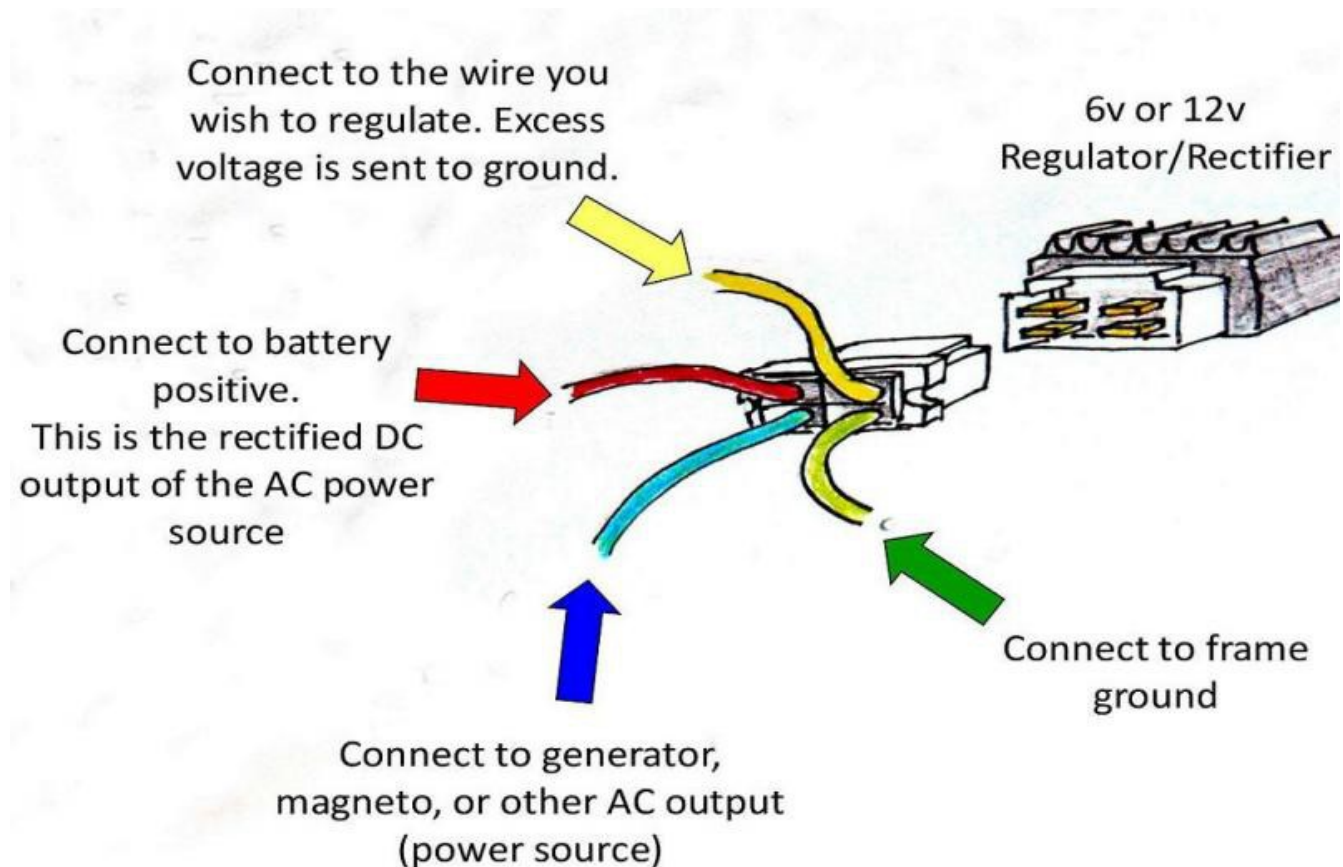 Connect to the wire you
wish to regulate. Excess
voltage is sent to ground.
6v or 12v
Regulator/Rectifier
Connect to battery
positive.
This is the rectified DC
output of the AC power
source
Connect to frame
ground
Connect to generator,
magneto, or other AC output
(power source)